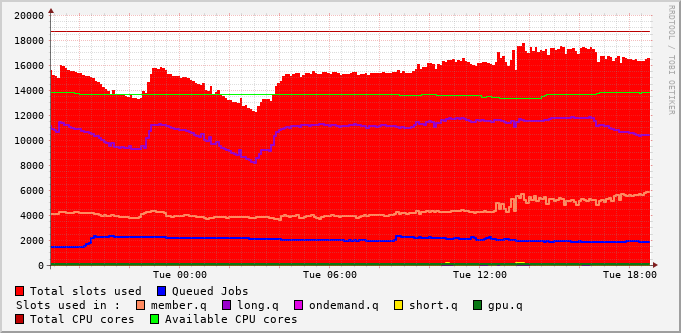 20000
18000
16000
14000
12000
10000
8000
6000
4000
2000
0
Tue 00:00 Tue 06:00 Tue 12:00 Tue 18:00
Total slots used Queued Jobs
Slots used in : member.q long.q ondemand.q short.q gpu.q
Total CPU cores Available CPU cores
RRDTOOL / TOBI OETIKER